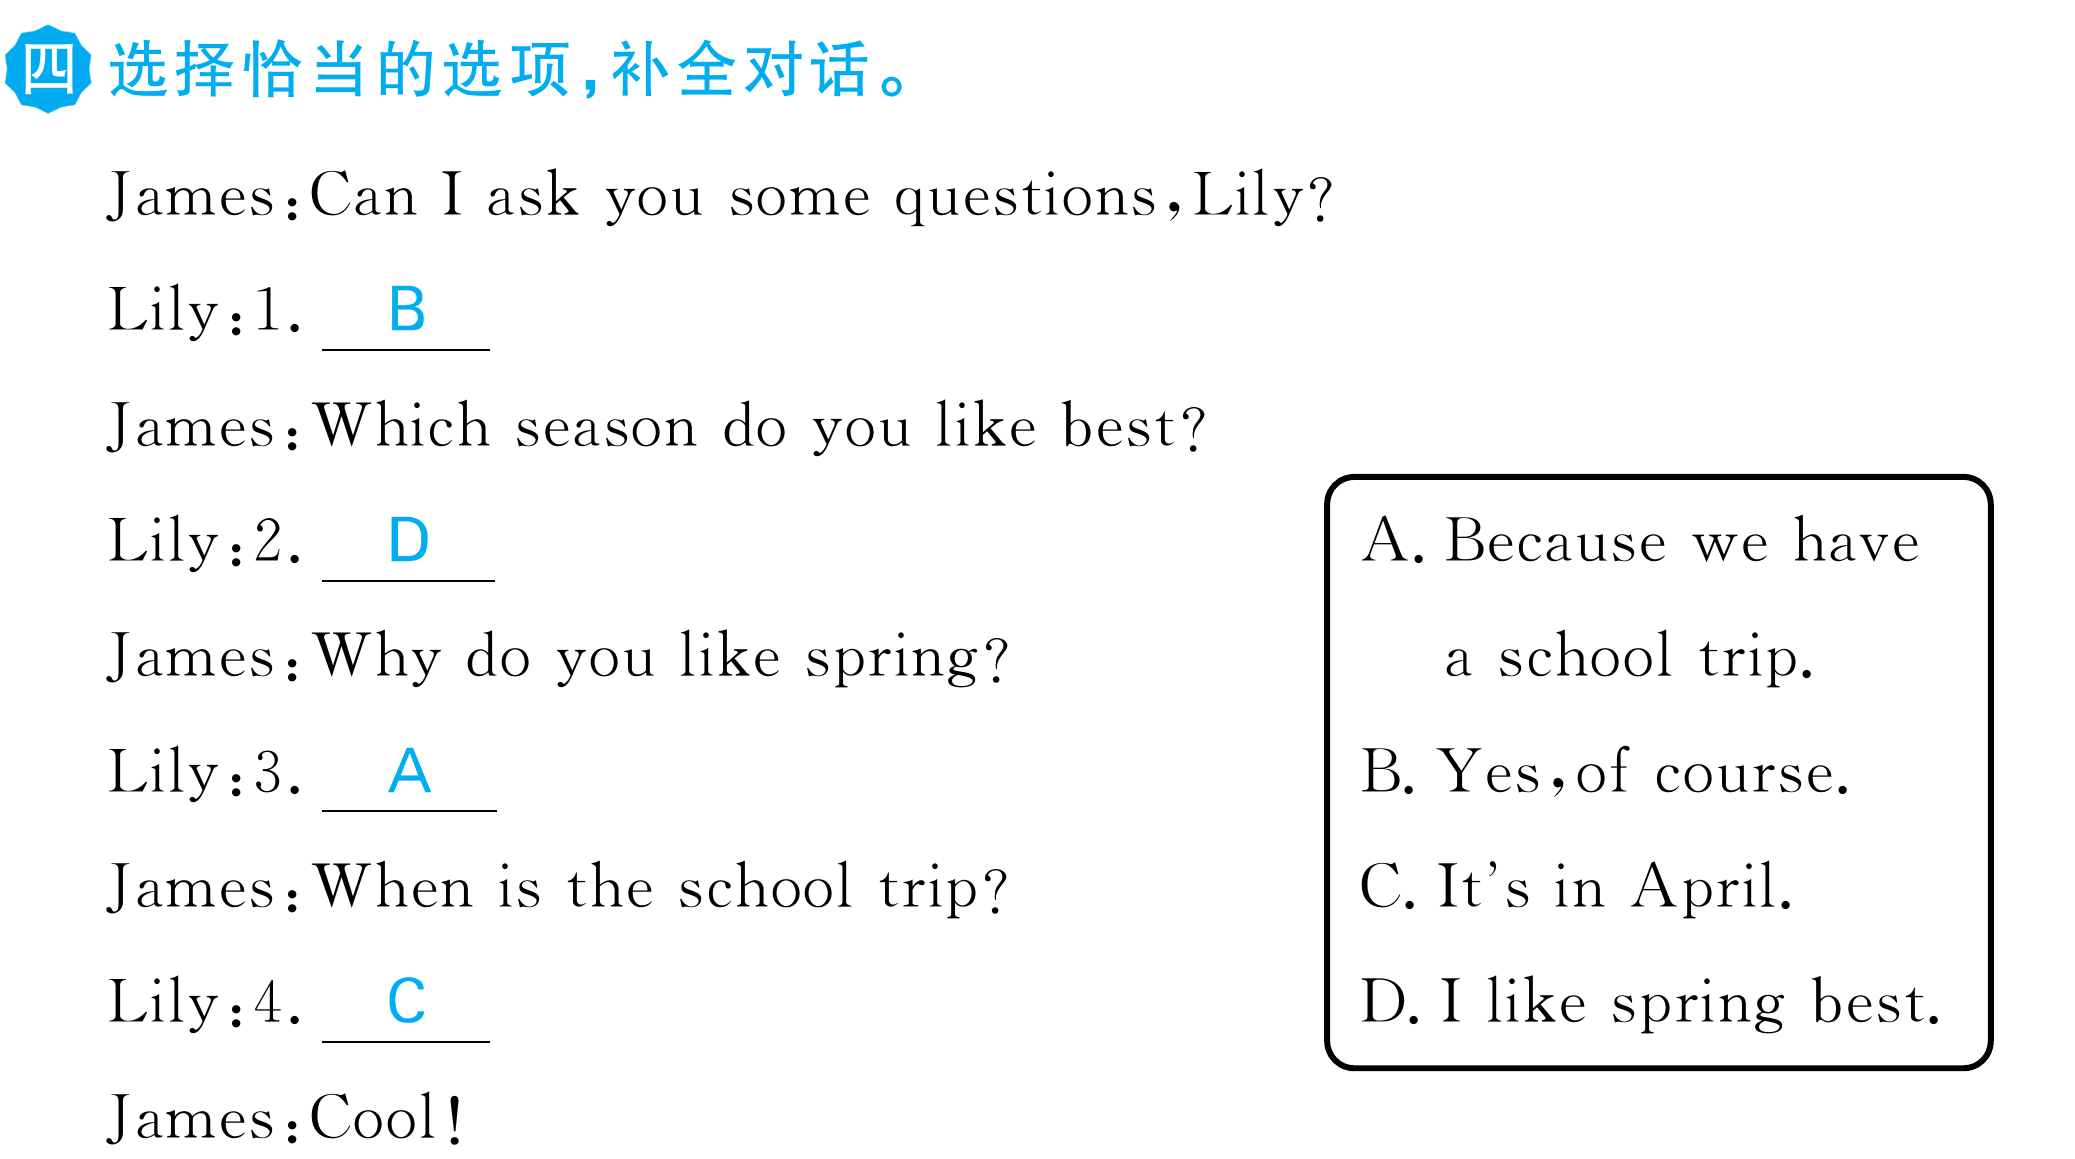 四 选择恰当的选项,补全对话。
James:Can I ask you some questions,Lily?
Lily:1. B
James:Which season do you like best?
Lily:2. D
James:Why do you like spring?
Lily:3. A
James:When is the school trip?
Lily:4. C
James:Cool!
A. Because we have
a school trip.
B. Yes,of course.
C. It's in April.
D. I like spring best.